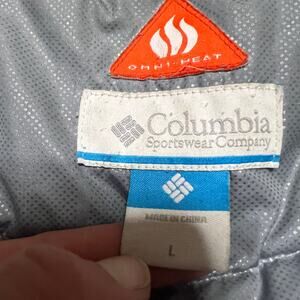 OMNI-HEAT
Columbia
Sportswear Company
MADE IN CHINA
L